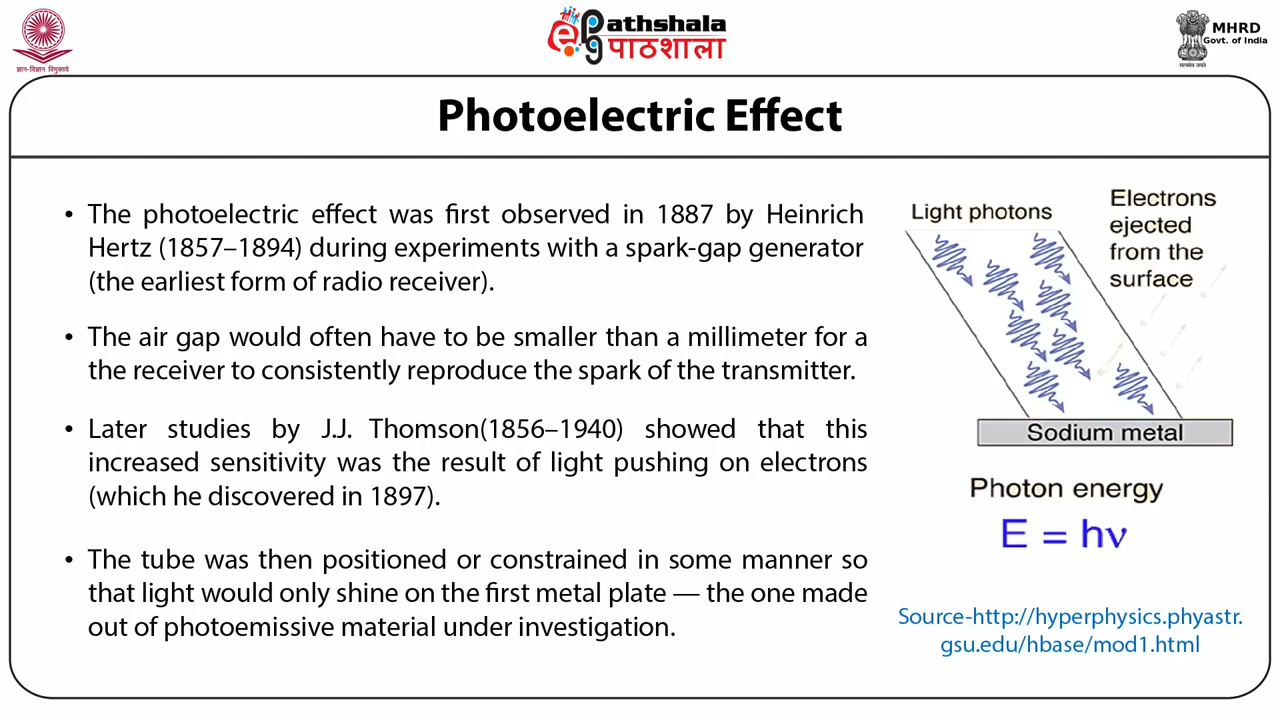 ज्ञान-विज्ञान विमुक्तये
ePathshala
पाठशाला
MHRD
Govt. of India
सत्यमेव जयते
Photoelectric Effect
• The photoelectric effect was first observed in 1887 by Heinrich
Hertz (1857–1894) during experiments with a spark-gap generator
(the earliest form of radio receiver).
• The air gap would often have to be smaller than a millimeter for a
the receiver to consistently reproduce the spark of the transmitter.
• Later studies by J.J. Thomson(1856–1940) showed that this
increased sensitivity was the result of light pushing on electrons
(which he discovered in 1897).
• The tube was then positioned or constrained in some manner so
that light would only shine on the first metal plate — the one made
out of photoemissive material under investigation.
Light photons
Electrons
ejected
from the
surface
Sodium metal
Photon energy
E = hν
Source-http://hyperphysics.phyastr.
gsu.edu/hbase/mod1.html